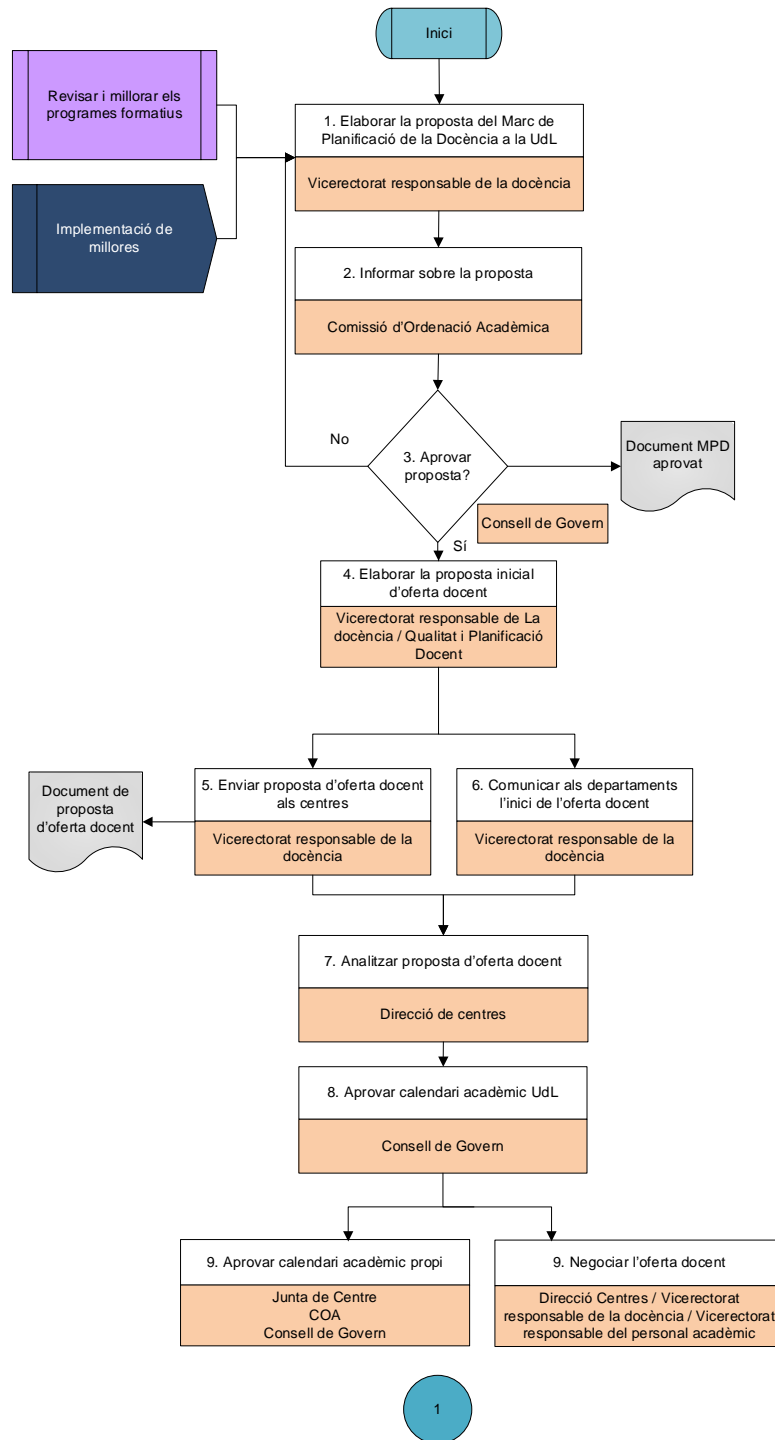 Inici
Revisar i millorar els
programes formatius
1. Elaborar la proposta del Marc de
Planificació de la Docència a la UdL
Vicerectorat responsable de la docència
Implementació de
millores
2. Informar sobre la proposta
Comissió d'Ordenació Acadèmica
No
3. Aprovar
proposta?
Document MPD
aprovat
Consell de Govern
Sí
4. Elaborar la proposta inicial
d'oferta docent
Vicerectorat responsable de La
docència / Qualitat i Planificació
Docent
Document de
proposta
d'oferta docent
5. Enviar proposta d'oferta docent
als centres
Vicerectorat responsable de la
docència
6. Comunicar als departaments
l'inici de l'oferta docent
Vicerectorat responsable de la
docència
7. Analitzar proposta d'oferta docent
Direcció de centres
8. Aprovar calendari acadèmic UdL
Consell de Govern
9. Aprovar calendari acadèmic propi
Junta de Centre
COA
Consell de Govern
9. Negociar l'oferta docent
Direcció Centres / Vicerectorat
responsable de la docència / Vicerectorat
responsable del personal acadèmic
1